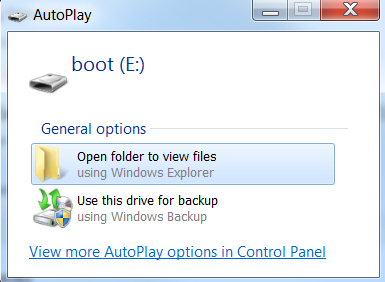 AutoPlay
boot (E:)
General options
Open folder to view files
using Windows Explorer
Use this drive for backup
using Windows Backup
View more AutoPlay options in Control Panel